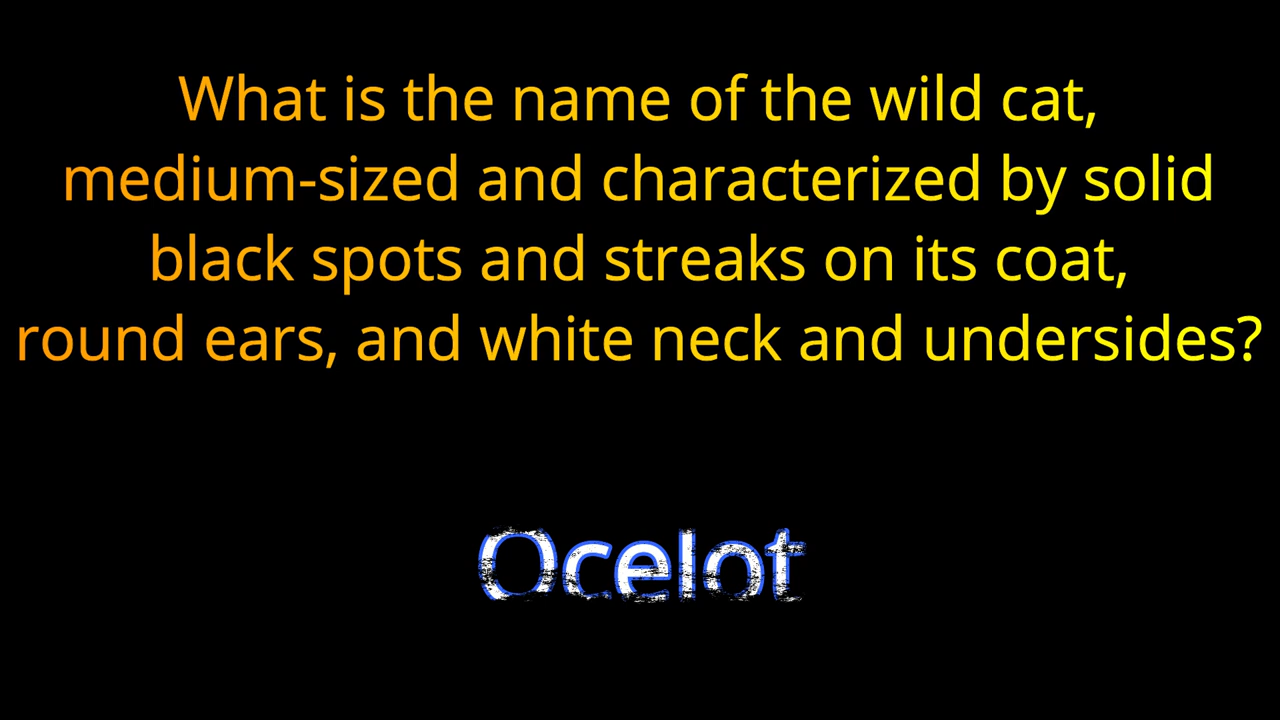 What is the name of the wild cat,
medium-sized and characterized by solid
black spots and streaks on its coat,
round ears, and white neck and undersides?
Ocelot